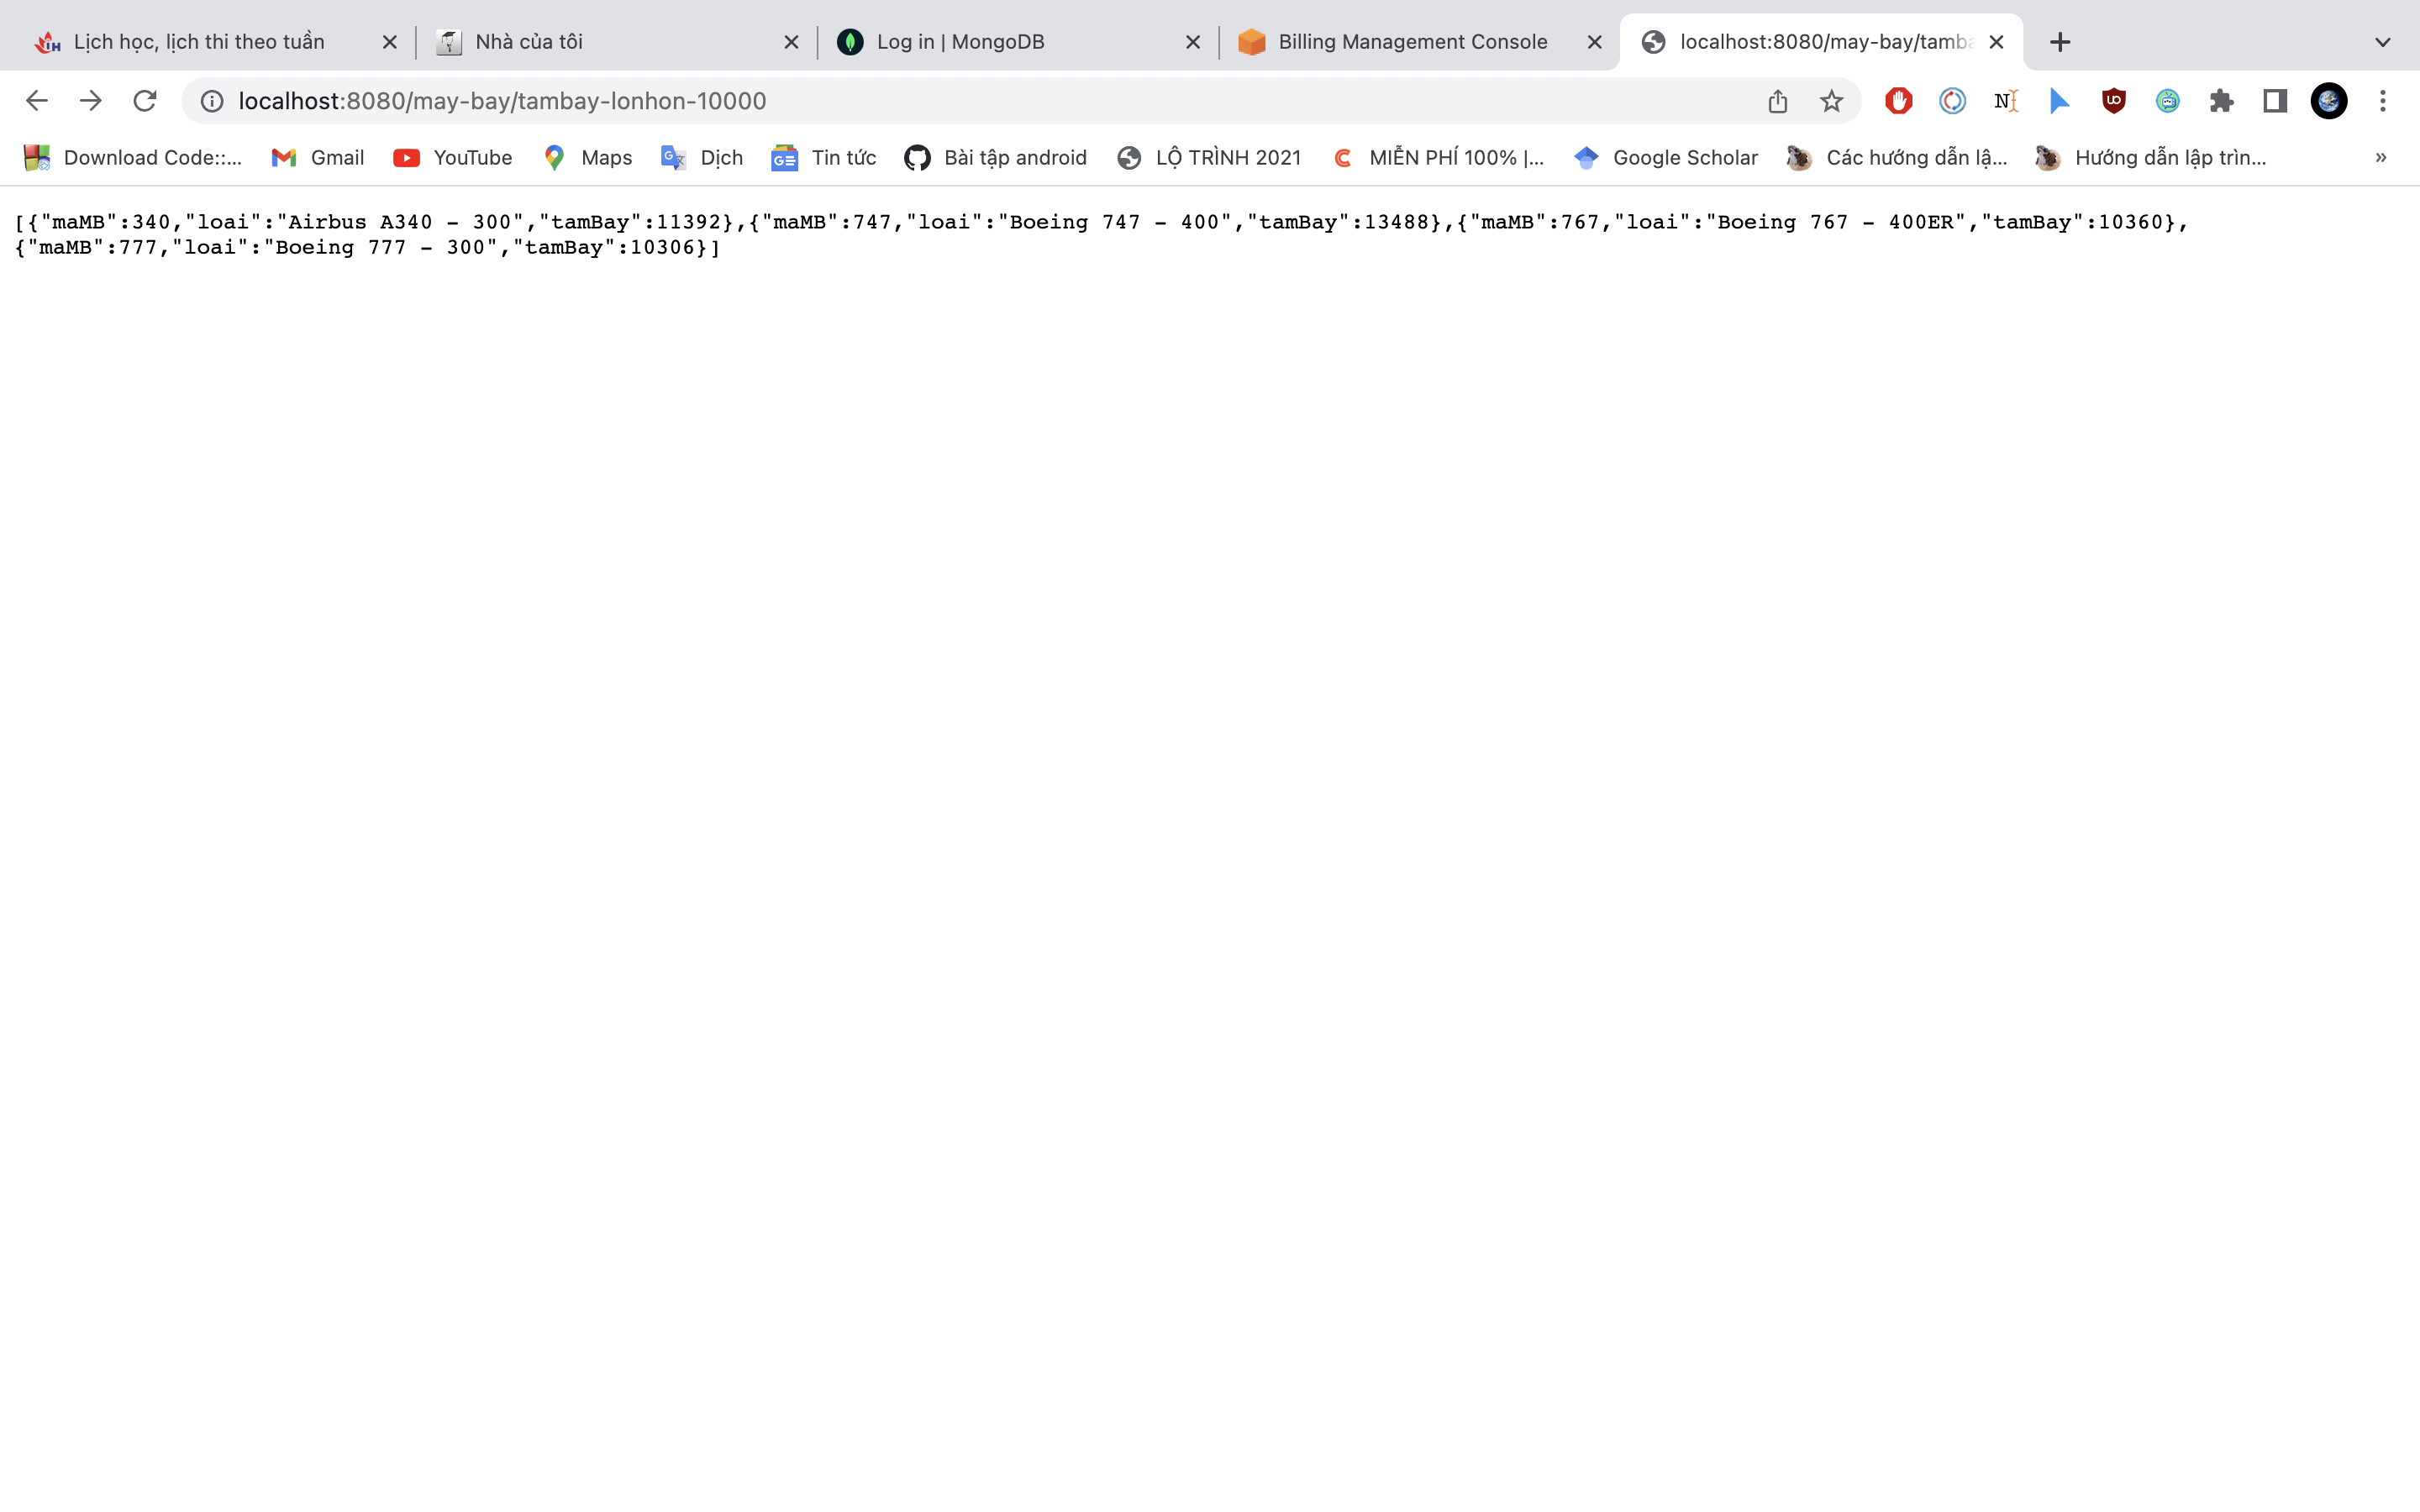 Lịch học, lịch thi theo tuần
Nhà của tôi
Log in | MongoDB
Billing Management Console
localhost:8080/may-bay/tamba
localhost:8080/may-bay/tambay-lonhon-10000
Download Code::...
Gmail
YouTube
Maps
Dịch
Tin tức
Bài tập android
LỘ TRÌNH 2021
MIỄN PHÍ 100% |...
Google Scholar
Các hướng dẫn lậ...
Hướng dẫn lập trìn...
»
[{"maMB":340,"loai":"Airbus A340 - 300","tamBay":11392},{"maMB":747,"loai":"Boeing 747 - 400","tamBay":13488},{"maMB":767,"loai":"Boeing 767 - 400ER","tamBay":10360},
{"maMB":777,"loai":"Boeing 777 - 300","tamBay":10306}]